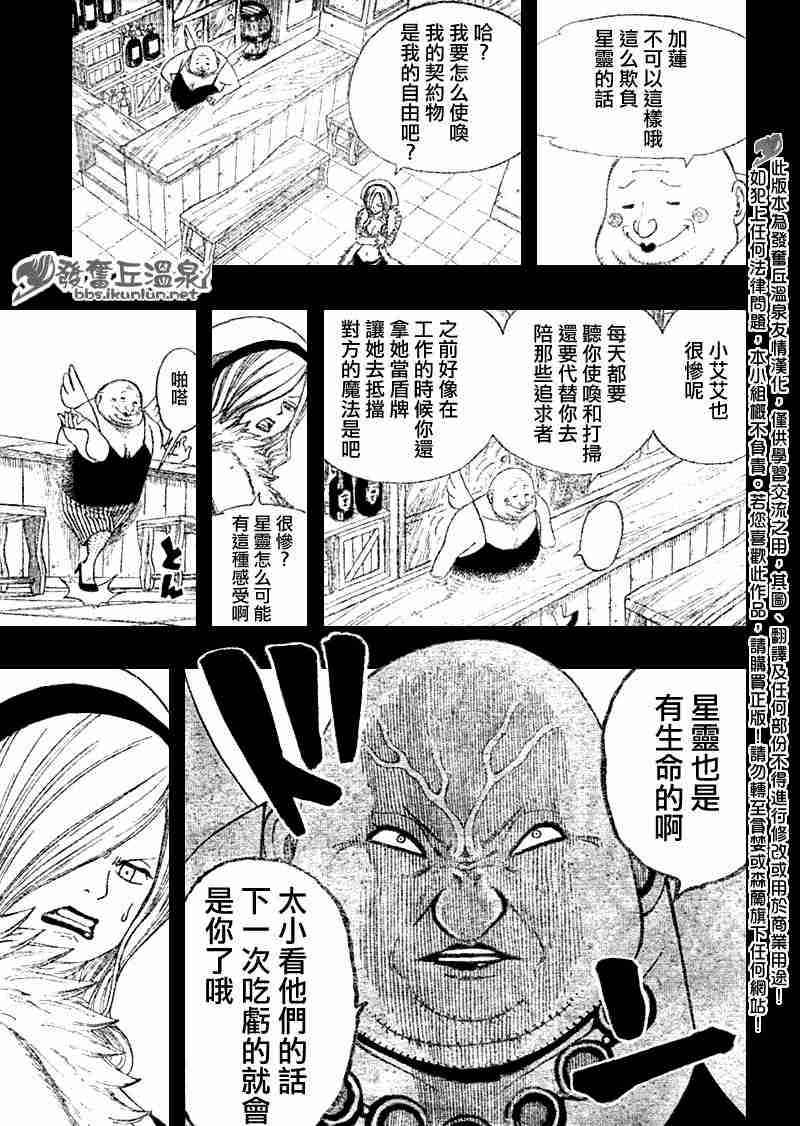 加蓮
不可以這樣哦
這么欺負
星靈的話
哈？
我要怎么使喚
我的契約物
是我的自由吧？
小艾艾也
很慘呢
每天都要
聽你使喚和打掃
還要代替你去
陪那些追求者
之前好像在
工作的時候你還
拿她當盾牌
讓她去抵擋
對方的魔法是吧
很慘？
星靈怎么可能
有這種感受啊
啪嗒
とん
星靈也是
有生命的啊
太小看他們的話
下一次吃虧的就會
是你了哦
發奮丘溫泉
bbs.ikunlun.net
此版本為發奮丘溫泉友情漢化，僅供學習交流之用，其圖、翻譯及任何部份不得進行修改或用於商業用途！
如犯上任何法律問題，本小組概不負責。若您喜歡此作品，請購買正版！請勿轉至貪婪或森蘭旗下任何網站！